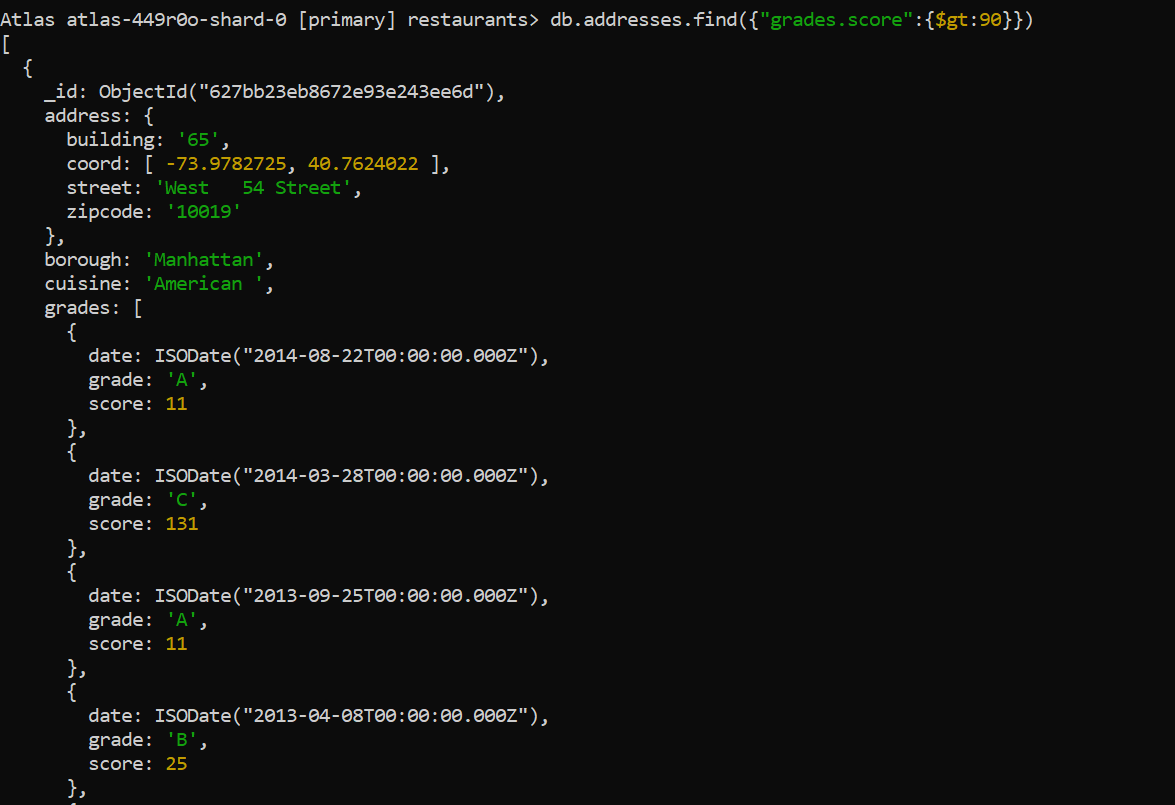 Atlas atlas-449r0o-shard-0 [primary] restaurants> db.addresses.find({"grades.score":{$gt:90}})
[
  {
    _id: ObjectId("627bb23eb8672e93e243ee6d"),
    address: {
      building: '65',
      coord: [ -73.9782725, 40.7624022 ],
      street: 'West   54 Street',
      zipcode: '10019'
    },
    borough: 'Manhattan',
    cuisine: 'American ',
    grades: [
      {
        date: ISODate("2014-08-22T00:00:00.000Z"),
        grade: 'A',
        score: 11
      },
      {
        date: ISODate("2014-03-28T00:00:00.000Z"),
        grade: 'C',
        score: 131
      },
      {
        date: ISODate("2013-09-25T00:00:00.000Z"),
        grade: 'A',
        score: 11
      },
      {
        date: ISODate("2013-04-08T00:00:00.000Z"),
        grade: 'B',
        score: 25
      },